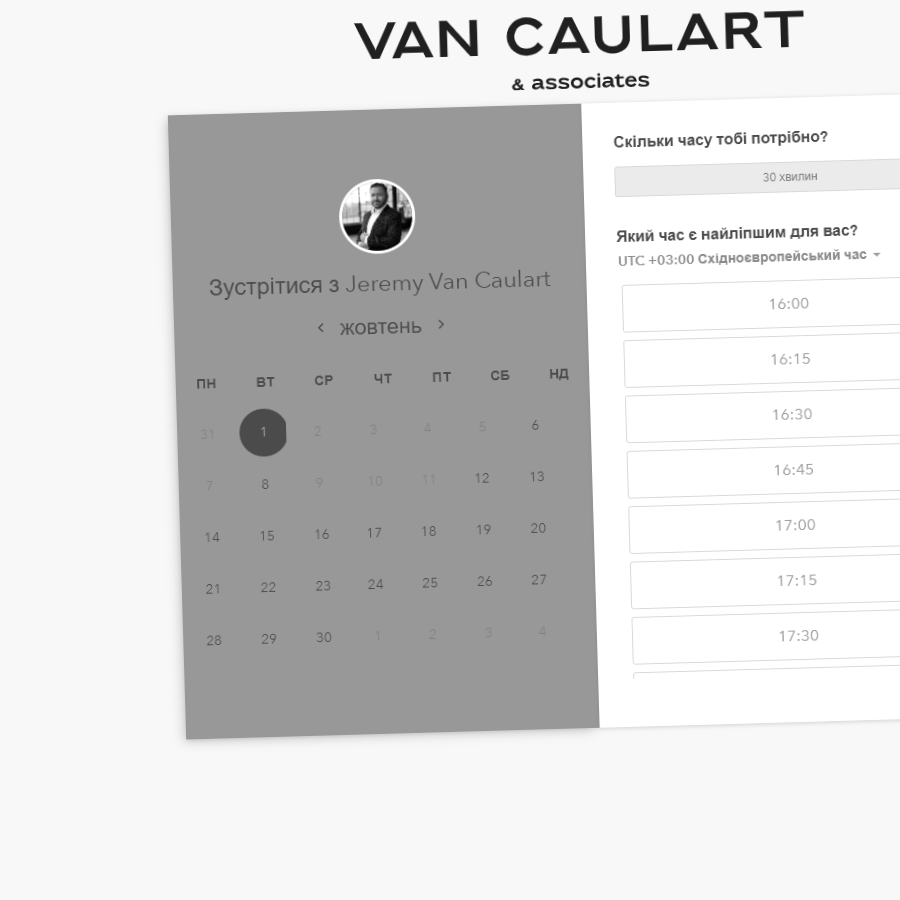 VAN CAULART
& associates
Зустрітися з Jeremy Van Caulart
жовтень
ПН ВТ СР ЧТ ПТ СБ НД
31 1 2 3 4 5 6
7 8 9 10 11 12 13
14 15 16 17 18 19 20
21 22 23 24 25 26 27
28 29 30 1 2 3 4
Скільки часу тобі потрібно?
30 хвилин
Який час є найліпшим для вас?
UTC +03:00 Східноєвропейський час
16:00
16:15
16:30
16:45
17:00
17:15
17:30